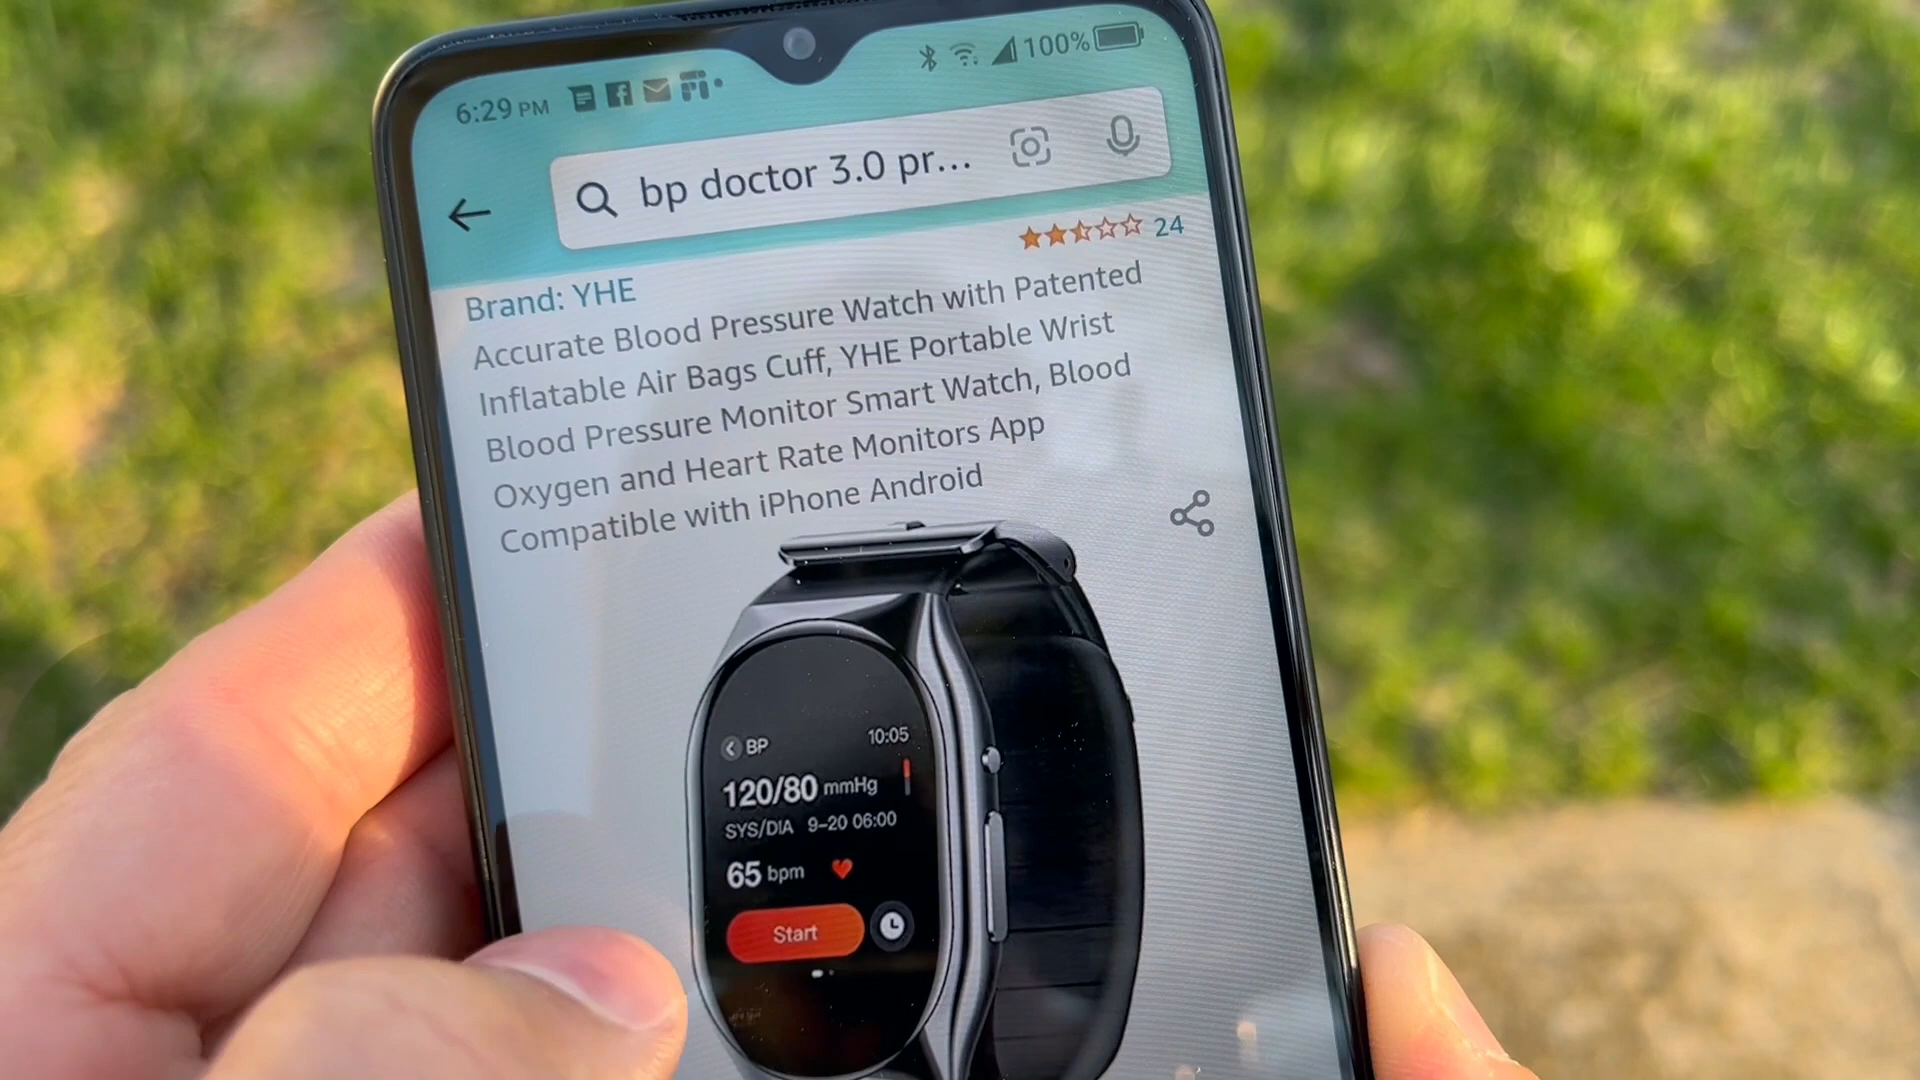 6:29 PM
100%
bp doctor 3.0 pr...
24
Brand: YHE
Accurate Blood Pressure Watch with Patented
Inflatable Air Bags Cuff, YHE Portable Wrist
Blood Pressure Monitor Smart Watch, Blood
Oxygen and Heart Rate Monitors App
Compatible with iPhone Android
BP 10:05
120/80 mmHg
SYS/DIA 9-20 06:00
65 bpm
Start